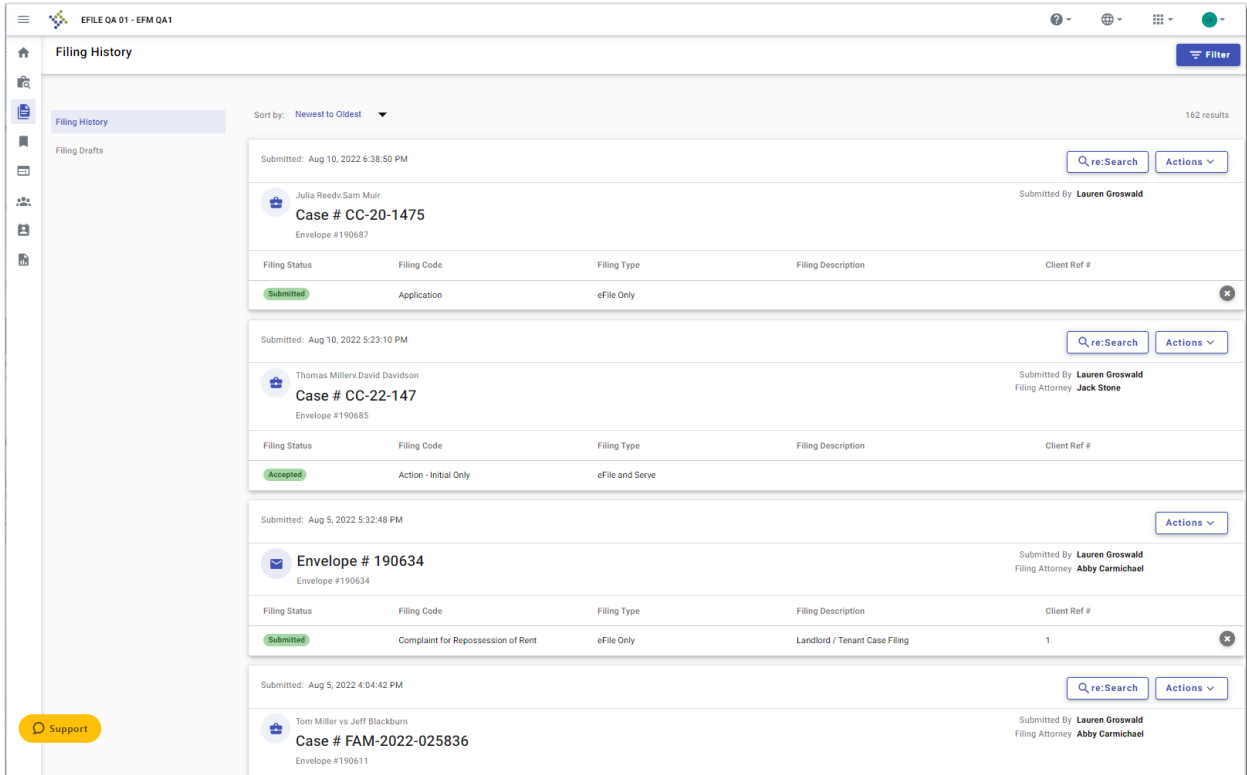 EFILE QA 01 - EFM QA1
Filing History
Filter
Filing History
Filing Drafts
Sort by: Newest to Oldest
162 results
Submitted: Aug 10, 2022 6:38:50 PM
re:Search
Actions
Julia Reedv.Sam Muir
Case # CC-20-1475
Envelope #190687
Submitted By Lauren Groswald
Filing Status Filing Code Filing Type Filing Description Client Ref #
Submitted Application eFile Only
Submitted: Aug 10, 2022 5:23:10 PM
re:Search
Actions
Thomas Millerv.David Davidson
Case # CC-22-147
Envelope #190685
Submitted By Lauren Groswald
Filing Attorney Jack Stone
Filing Status Filing Code Filing Type Filing Description Client Ref #
Accepted Action - Initial Only eFile and Serve
Submitted: Aug 5, 2022 5:32:48 PM
Actions
Envelope # 190634
Envelope #190634
Submitted By Lauren Groswald
Filing Attorney Abby Carmichael
Filing Status Filing Code Filing Type Filing Description Client Ref #
Submitted Complaint for Repossession of Rent eFile Only Landlord / Tenant Case Filing 1
Submitted: Aug 5, 2022 4:04:42 PM
re:Search
Actions
Tom Miller vs Jeff Blackburn
Case # FAM-2022-025836
Envelope #190611
Submitted By Lauren Groswald
Filing Attorney Abby Carmichael
Support